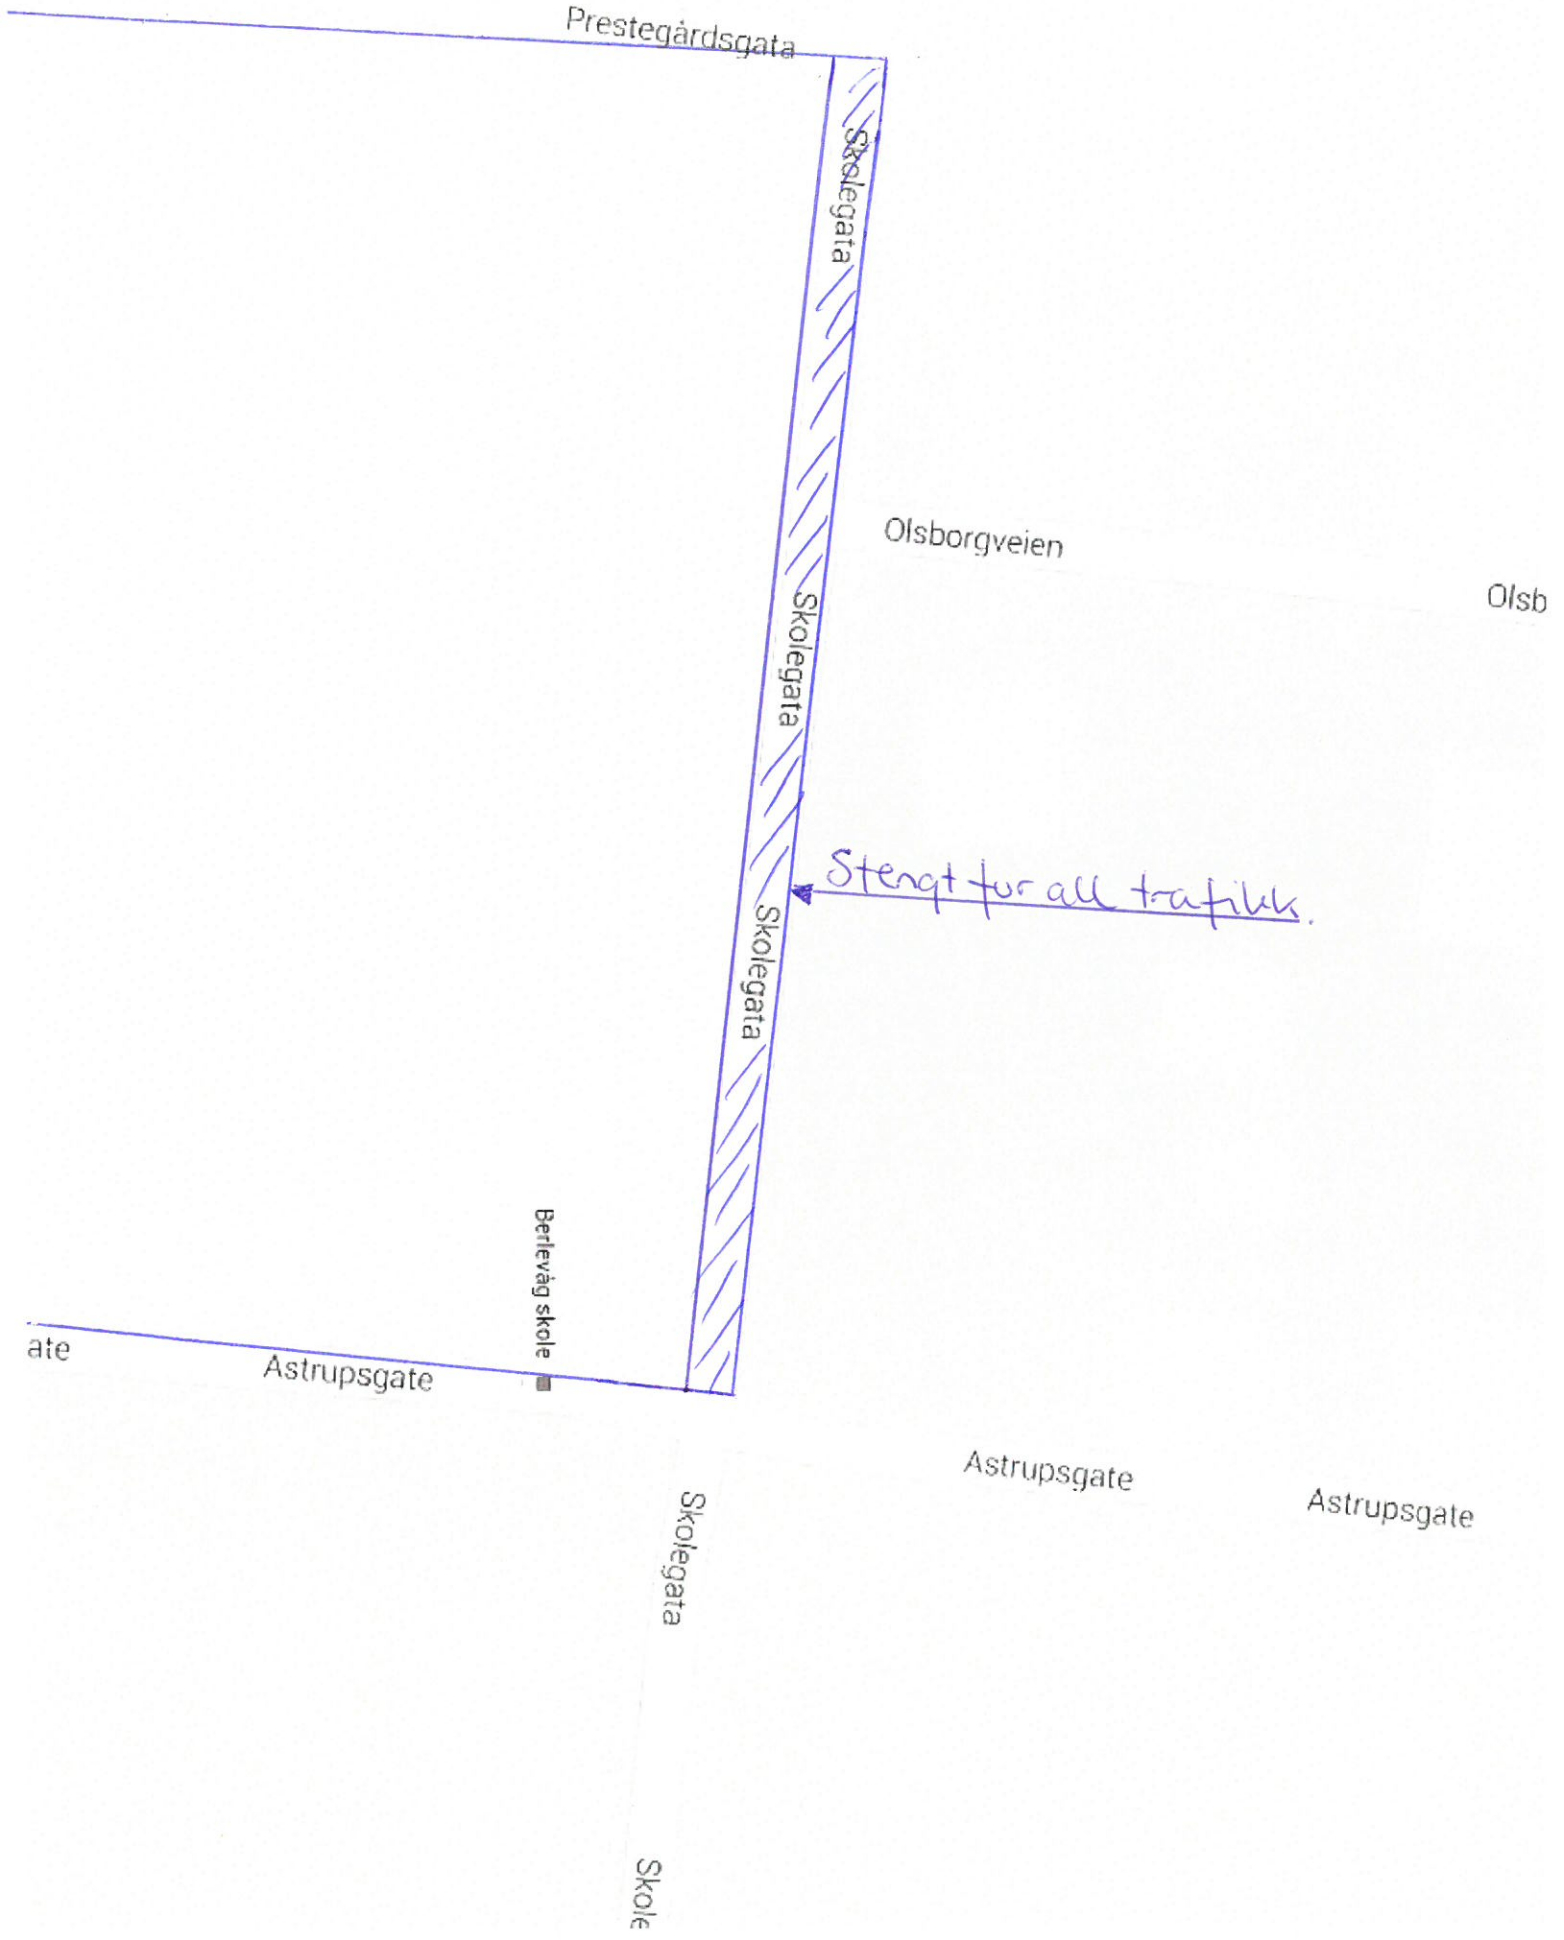 Prestegårdsgata
Skolegata
Olsborgveien
Olsb
Skolegata
Stengt for all trafikk.
Skolegata
Berlevåg skole
ate
Astrupsgate
Astrupsgate
Astrupsgate
Skolegata
Skole